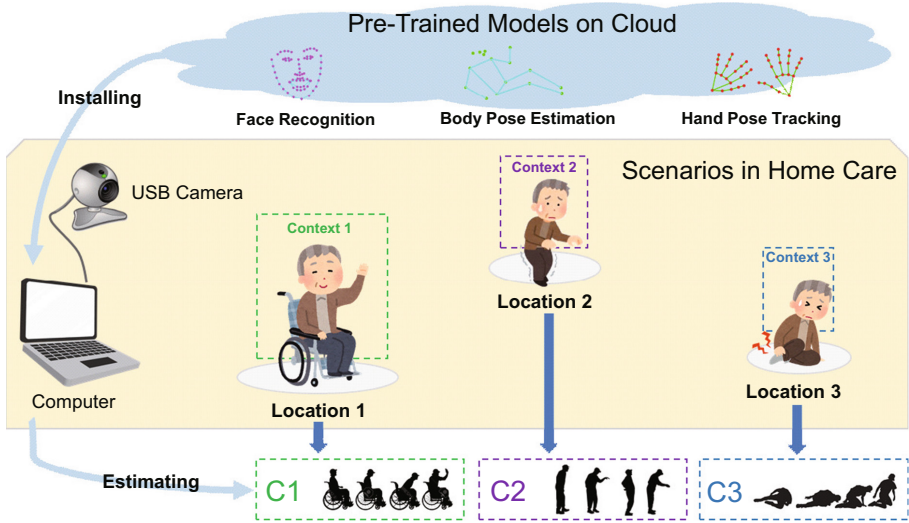 Pre-Trained Models on Cloud
Installing
Face Recognition
Body Pose Estimation
Hand Pose Tracking
Scenarios in Home Care
USB Camera
Context 1
Context 2
Context 3
Location 2
Computer
Location 1
Location 3
Estimating
C1
C2
C3